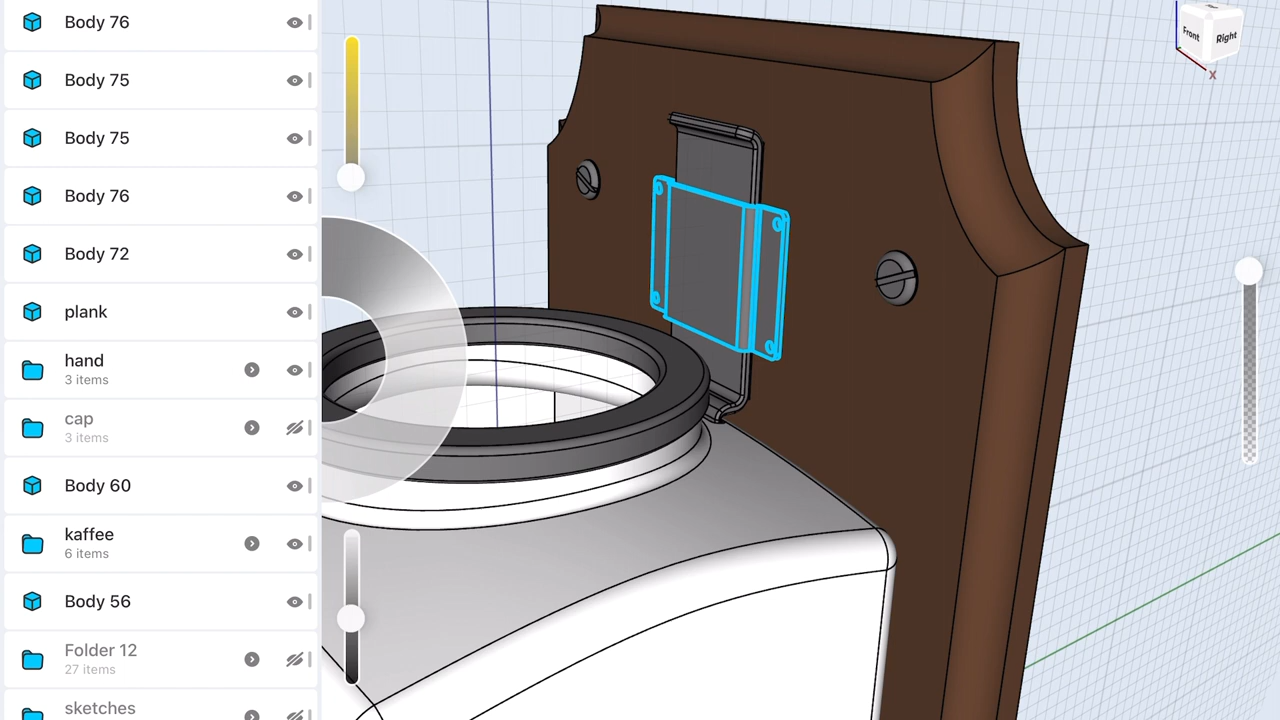 Body 76
Body 75
Body 75
Body 76
Body 72
plank
hand
3 items
cap
3 items
Body 60
kaffee
6 items
Body 56
Folder 12
27 items
sketches
Front
Right
X